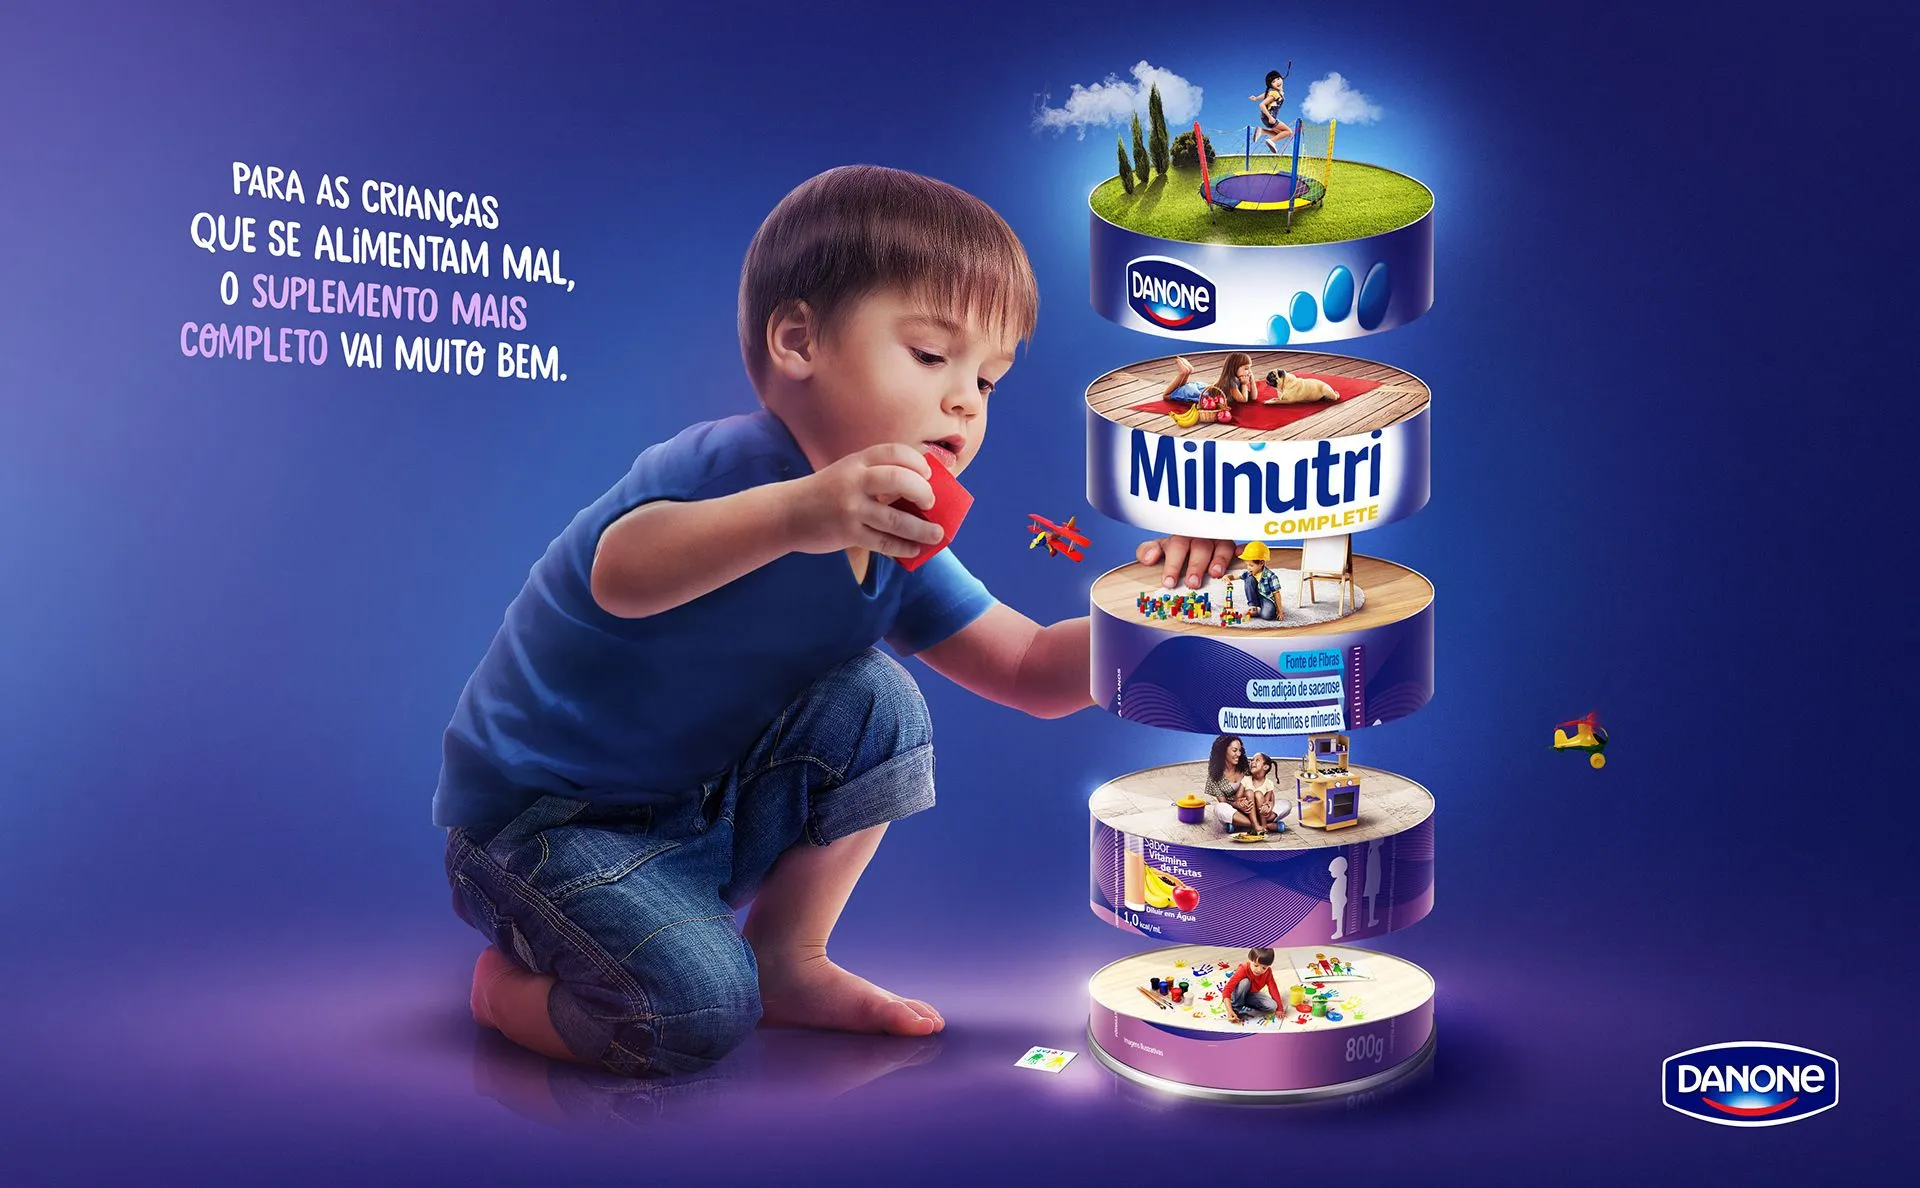 PARA AS CRIANÇAS
QUE SE ALIMENTAM MAL,
O SUPLEMENTO MAIS
COMPLETO VAI MUITO BEM.
DANONE
Milnutri
COMPLETE
Fonte de Fibras
Sem adição de sacarose
Alto teor de vitaminas e minerais
Sabor
Vitamina
de Frutas
Diluir em Água
1,0 kcal/mL
Imagens ilustrativas
800g
DANONE